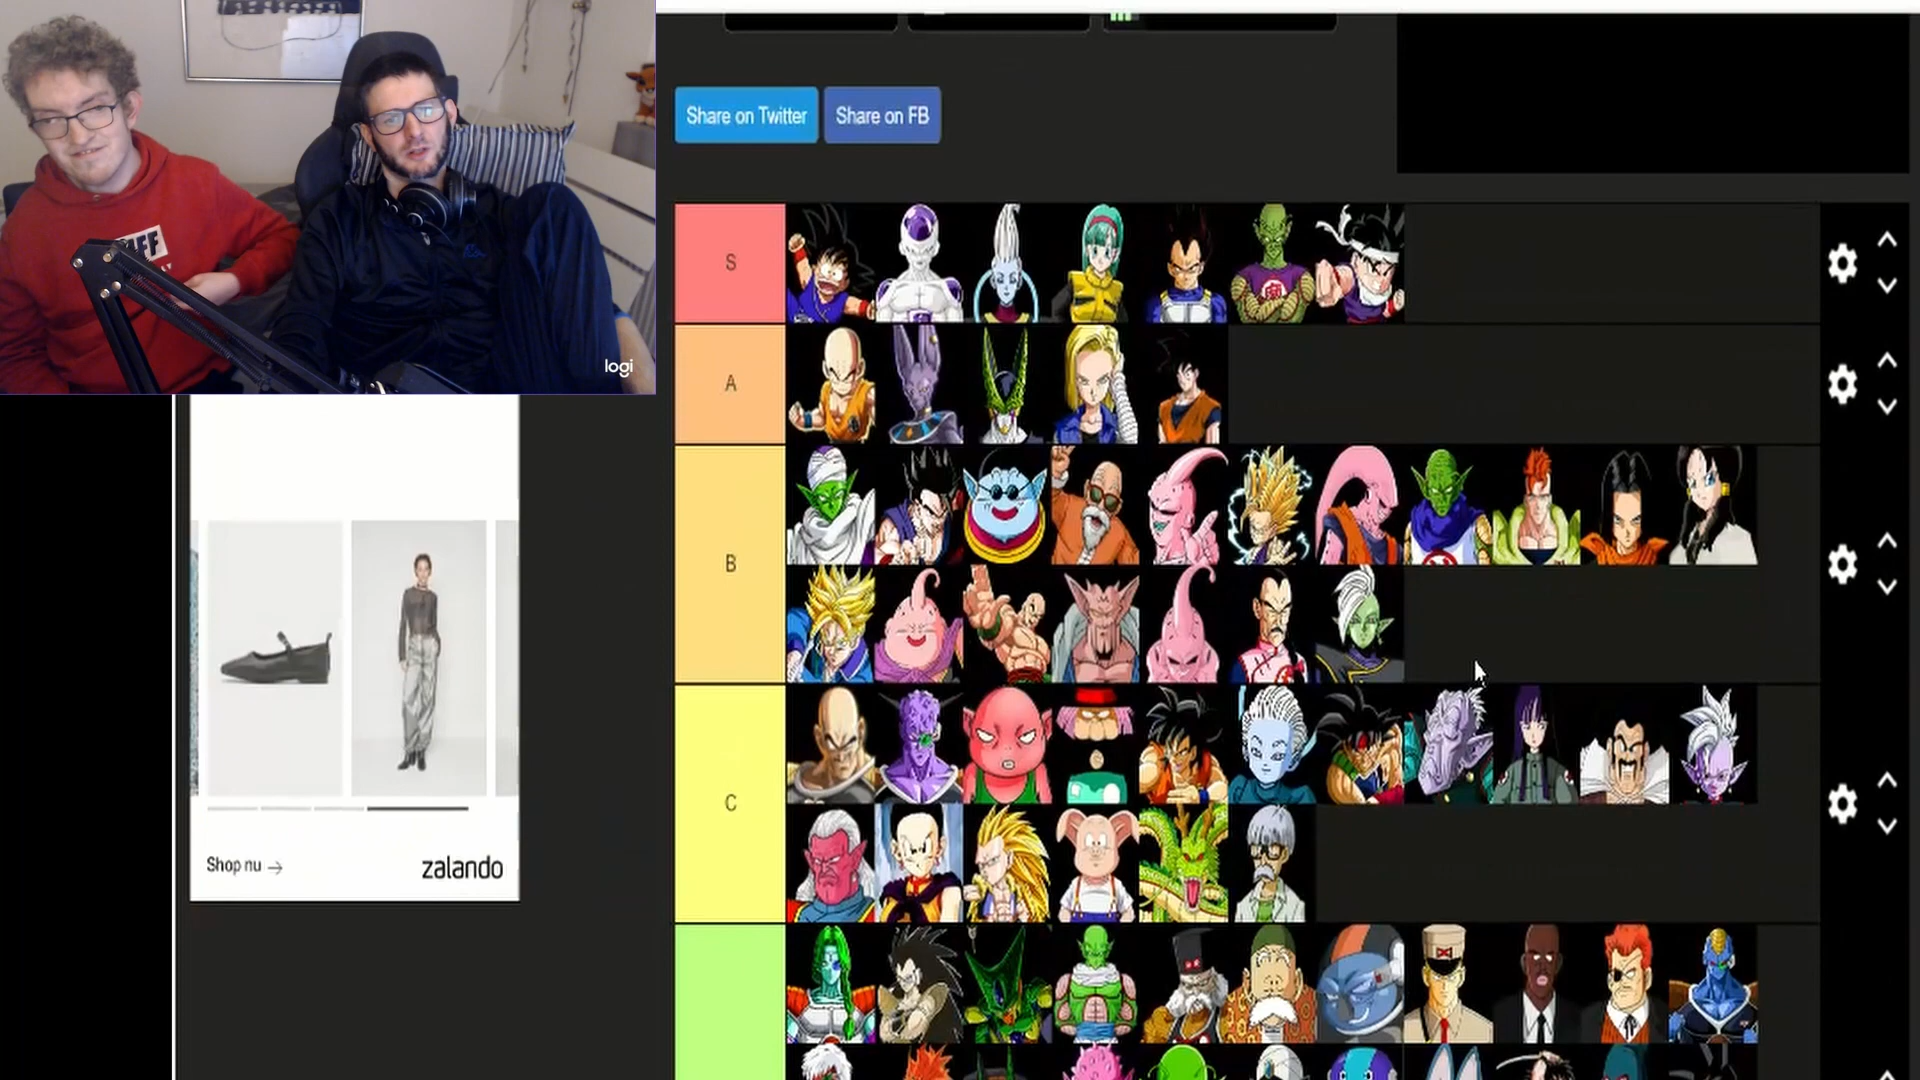 Share on Twitter
Share on FB
logi
S
A
B
C
Shop nu →
zalando